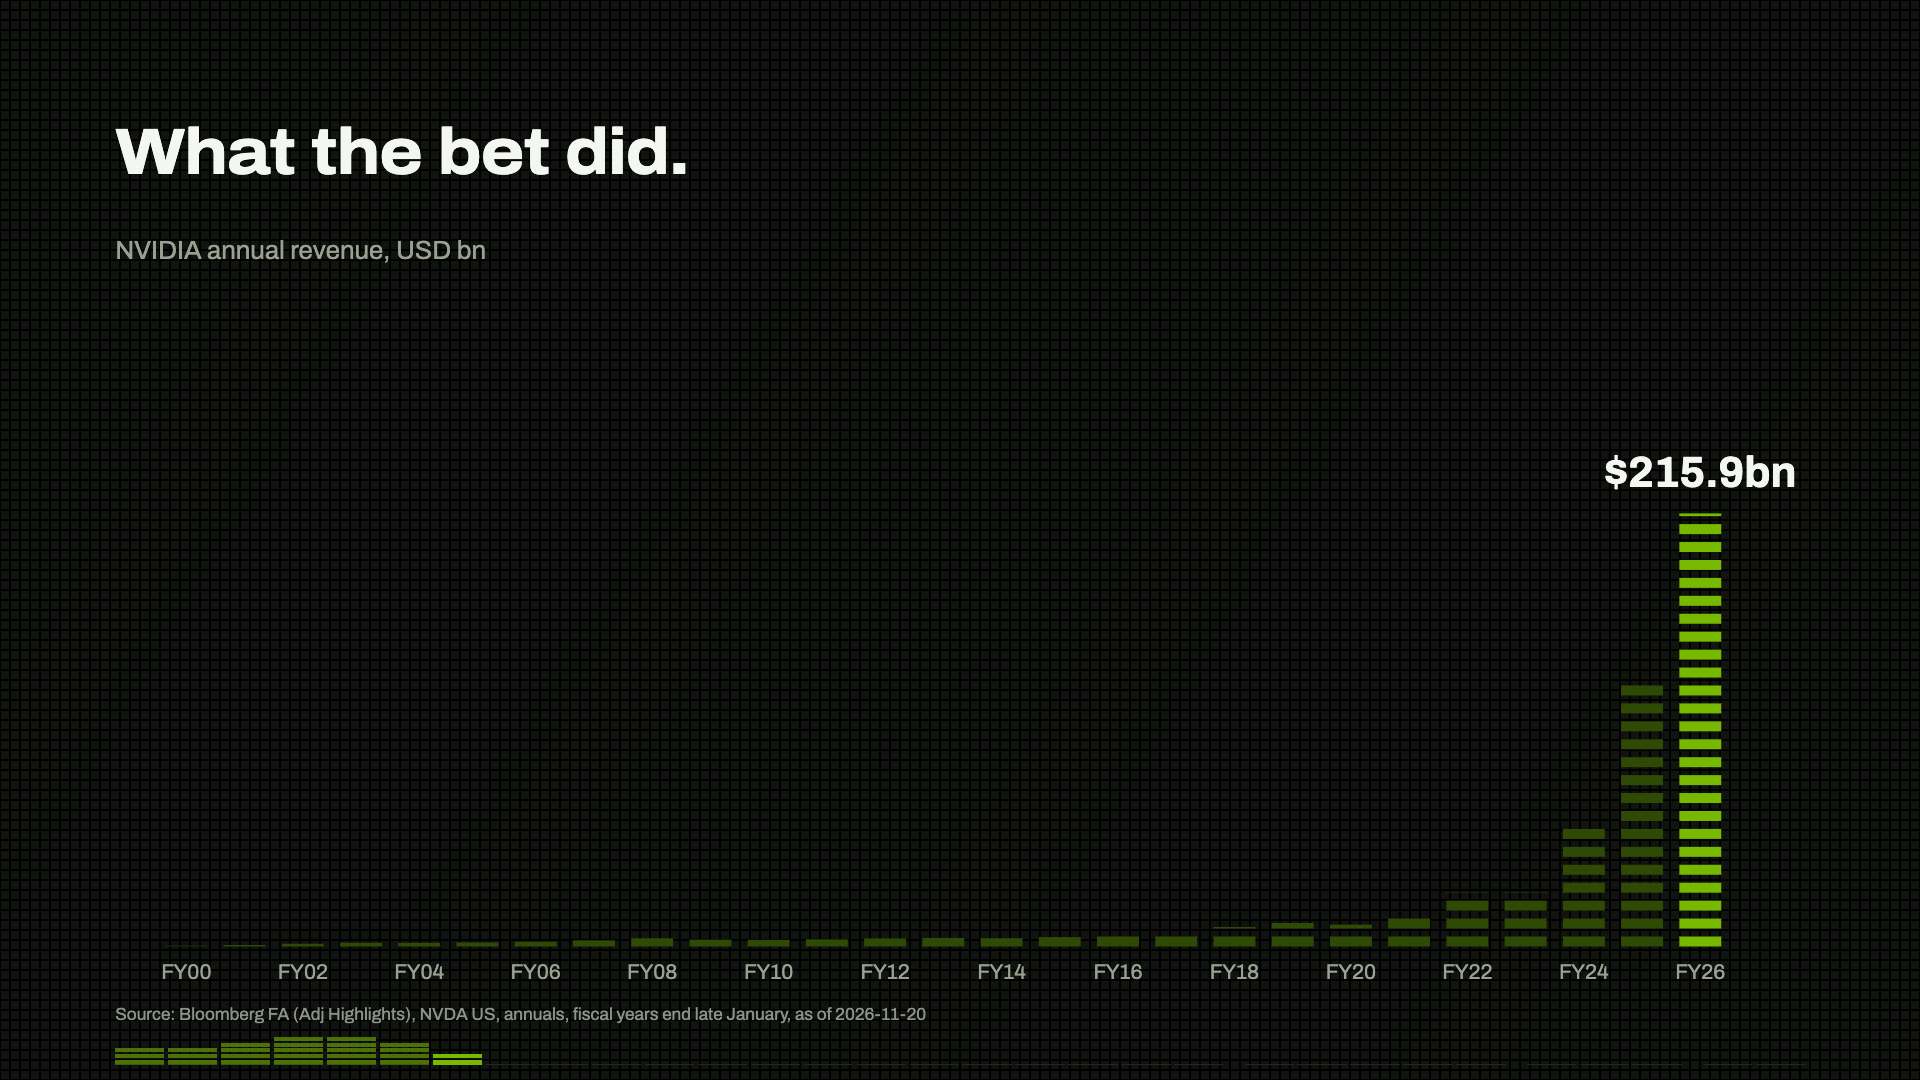 What the bet did.
NVIDIA annual revenue, USD bn
$215.9bn
FY00 FY02 FY04 FY06 FY08 FY10 FY12 FY14 FY16 FY18 FY20 FY22 FY24 FY26
Source: Bloomberg FA (Adj Highlights), NVDA US, annuals, fiscal years end late January, as of 2026-11-20